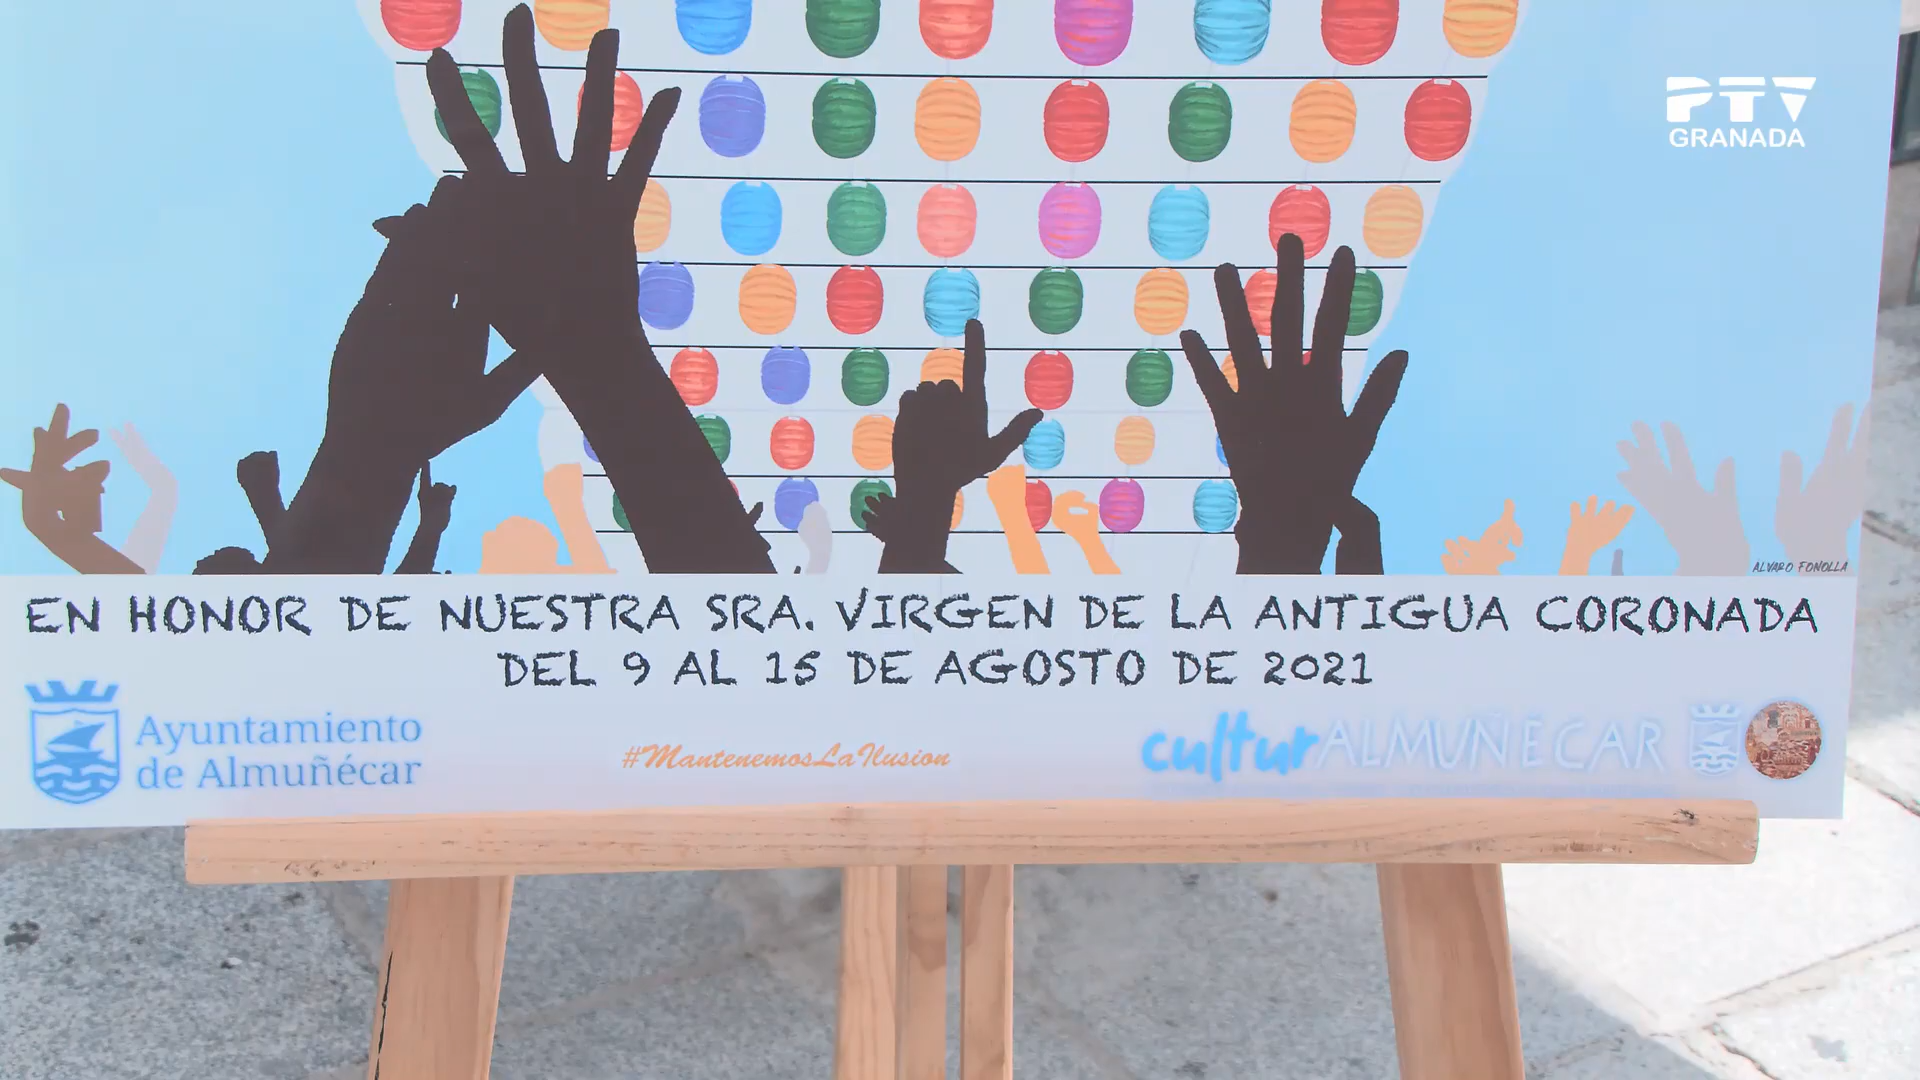 PTV
GRANADA
ALVARO FONOLLA
EN HONOR DE NUESTRA SRA. VIRGEN DE LA ANTIGUA CORONADA
DEL 9 AL 15 DE AGOSTO DE 2021
Ayuntamiento
de Almuñécar
#MantenemosLaIlusion
culturALMUÑÉCAR